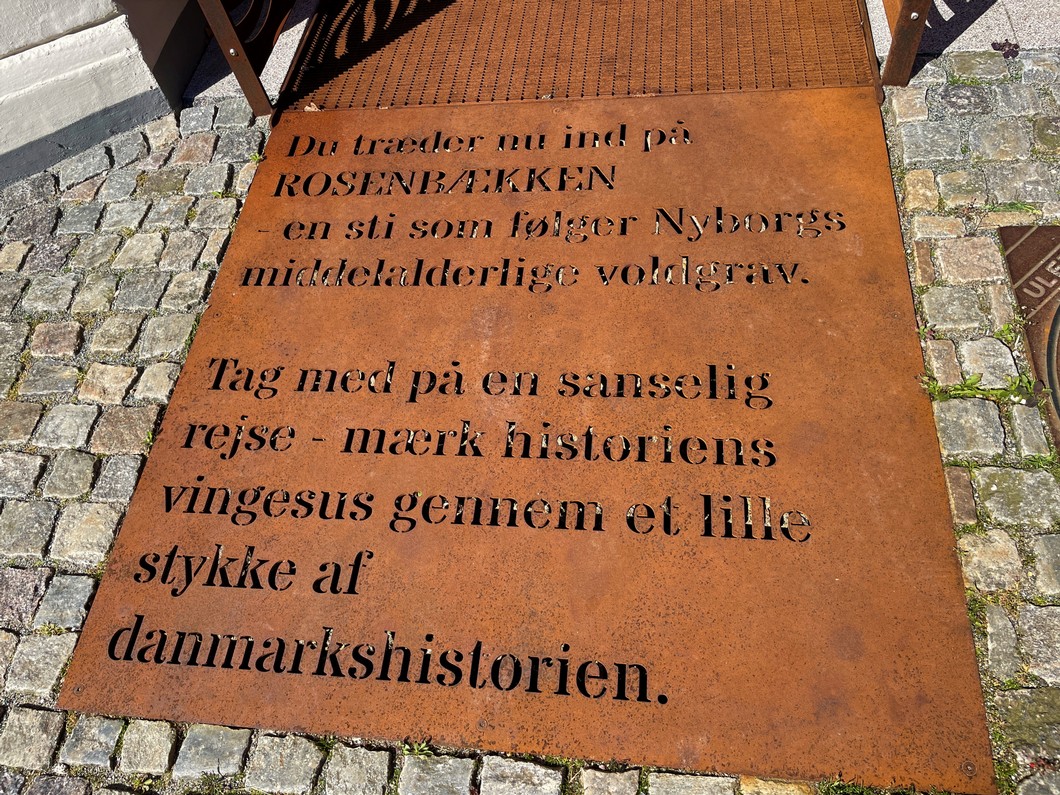 Du træder nu ind på
ROSENBÆKKEN
- en sti som følger Nyborgs
middelalderlige voldgrav.
Tag med på en sanselig
rejse - mærk historiens
vingesus gennem et lille
stykke af
danmarkshistorien.